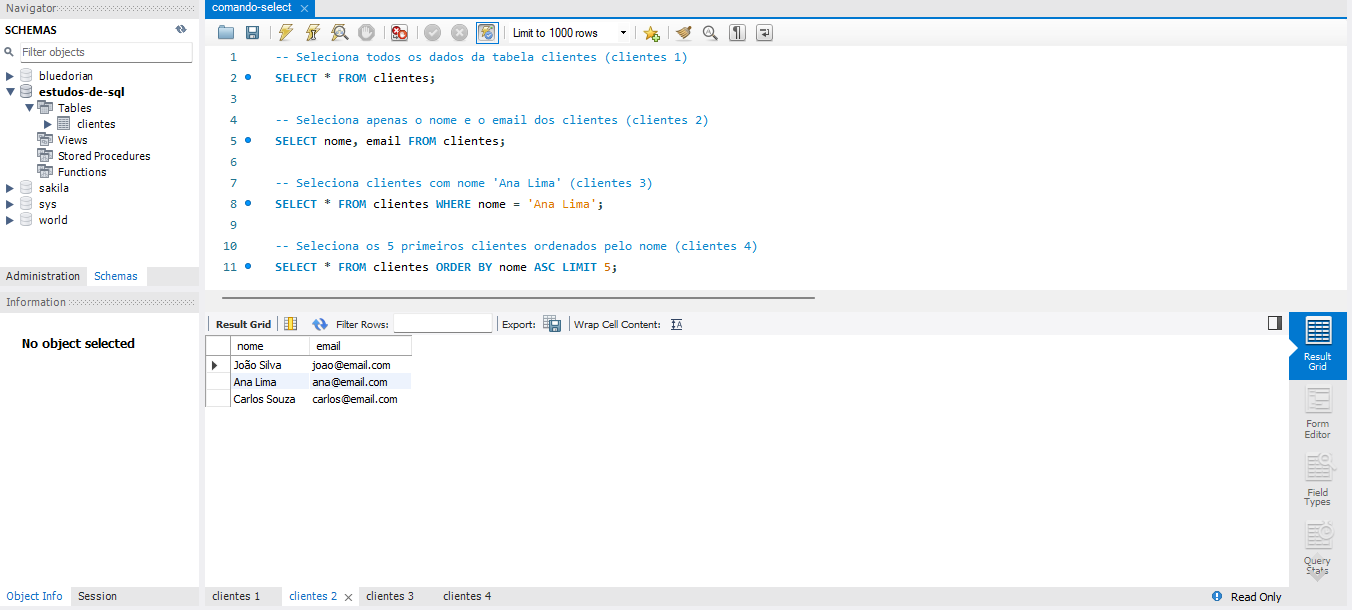 Navigator
SCHEMAS
Filter objects
bluedorian
estudos-de-sql
Tables
clientes
Views
Stored Procedures
Functions
sakila
sys
world
Administration Schemas
Information
No object selected
Object Info Session
comando-select
Limit to 1000 rows
1 -- Seleciona todos os dados da tabela clientes (clientes 1)
2 SELECT * FROM clientes;
3
4 -- Seleciona apenas o nome e o email dos clientes (clientes 2)
5 SELECT nome, email FROM clientes;
6
7 -- Seleciona clientes com nome 'Ana Lima' (clientes 3)
8 SELECT * FROM clientes WHERE nome = 'Ana Lima';
9
10 -- Seleciona os 5 primeiros clientes ordenados pelo nome (clientes 4)
11 SELECT * FROM clientes ORDER BY nome ASC LIMIT 5;
Result Grid Filter Rows: Export: Wrap Cell Content:
nome email
João Silva joao@email.com
Ana Lima ana@email.com
Carlos Souza carlos@email.com
Result
Grid
Form
Editor
Field
Types
Query
Stats
clientes 1 clientes 2 clientes 3 clientes 4
Read Only